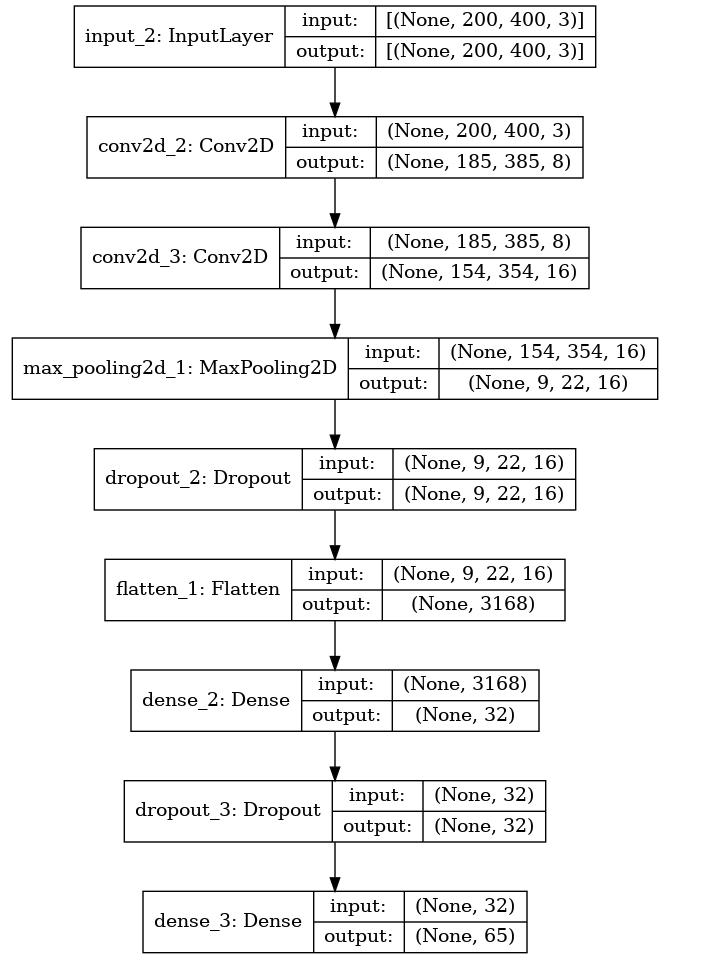 input_2: InputLayer
input: [(None, 200, 400, 3)]
output: [(None, 200, 400, 3)]
conv2d_2: Conv2D
input: (None, 200, 400, 3)
output: (None, 185, 385, 8)
conv2d_3: Conv2D
input: (None, 185, 385, 8)
output: (None, 154, 354, 16)
max_pooling2d_1: MaxPooling2D
input: (None, 154, 354, 16)
output: (None, 9, 22, 16)
dropout_2: Dropout
input: (None, 9, 22, 16)
output: (None, 9, 22, 16)
flatten_1: Flatten
input: (None, 9, 22, 16)
output: (None, 3168)
dense_2: Dense
input: (None, 3168)
output: (None, 32)
dropout_3: Dropout
input: (None, 32)
output: (None, 32)
dense_3: Dense
input: (None, 32)
output: (None, 65)